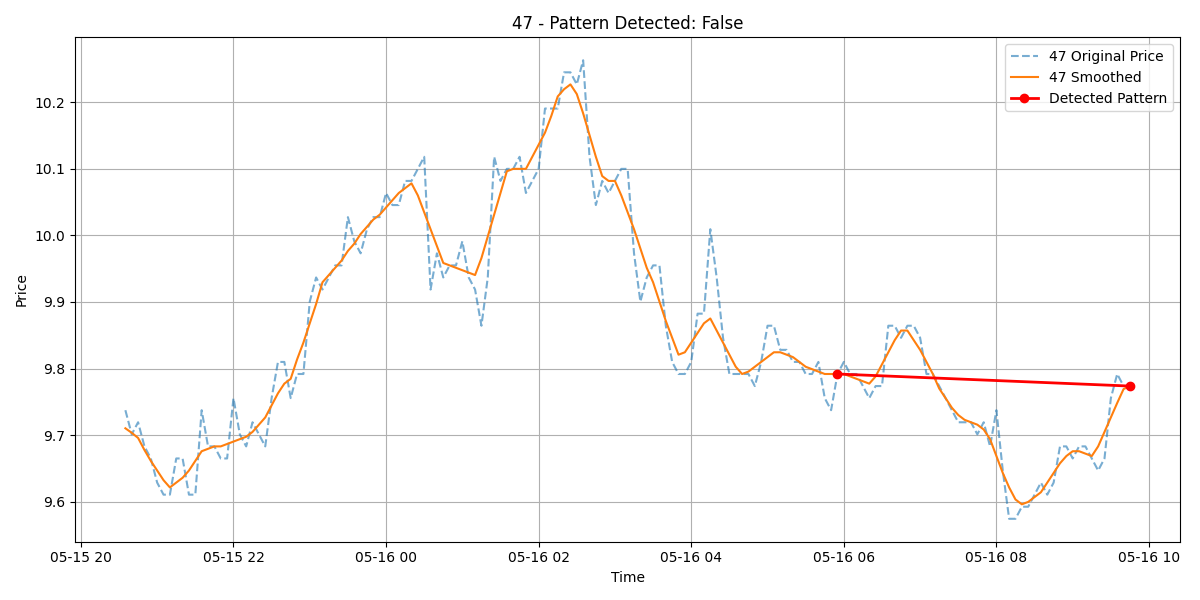 47 - Pattern Detected: False
47 Original Price
47 Smoothed
Detected Pattern
Price
10.2
10.1
10.0
9.9
9.8
9.7
9.6
05-15 20 05-15 22 05-16 00 05-16 02 05-16 04 05-16 06 05-16 08 05-16 10
Time